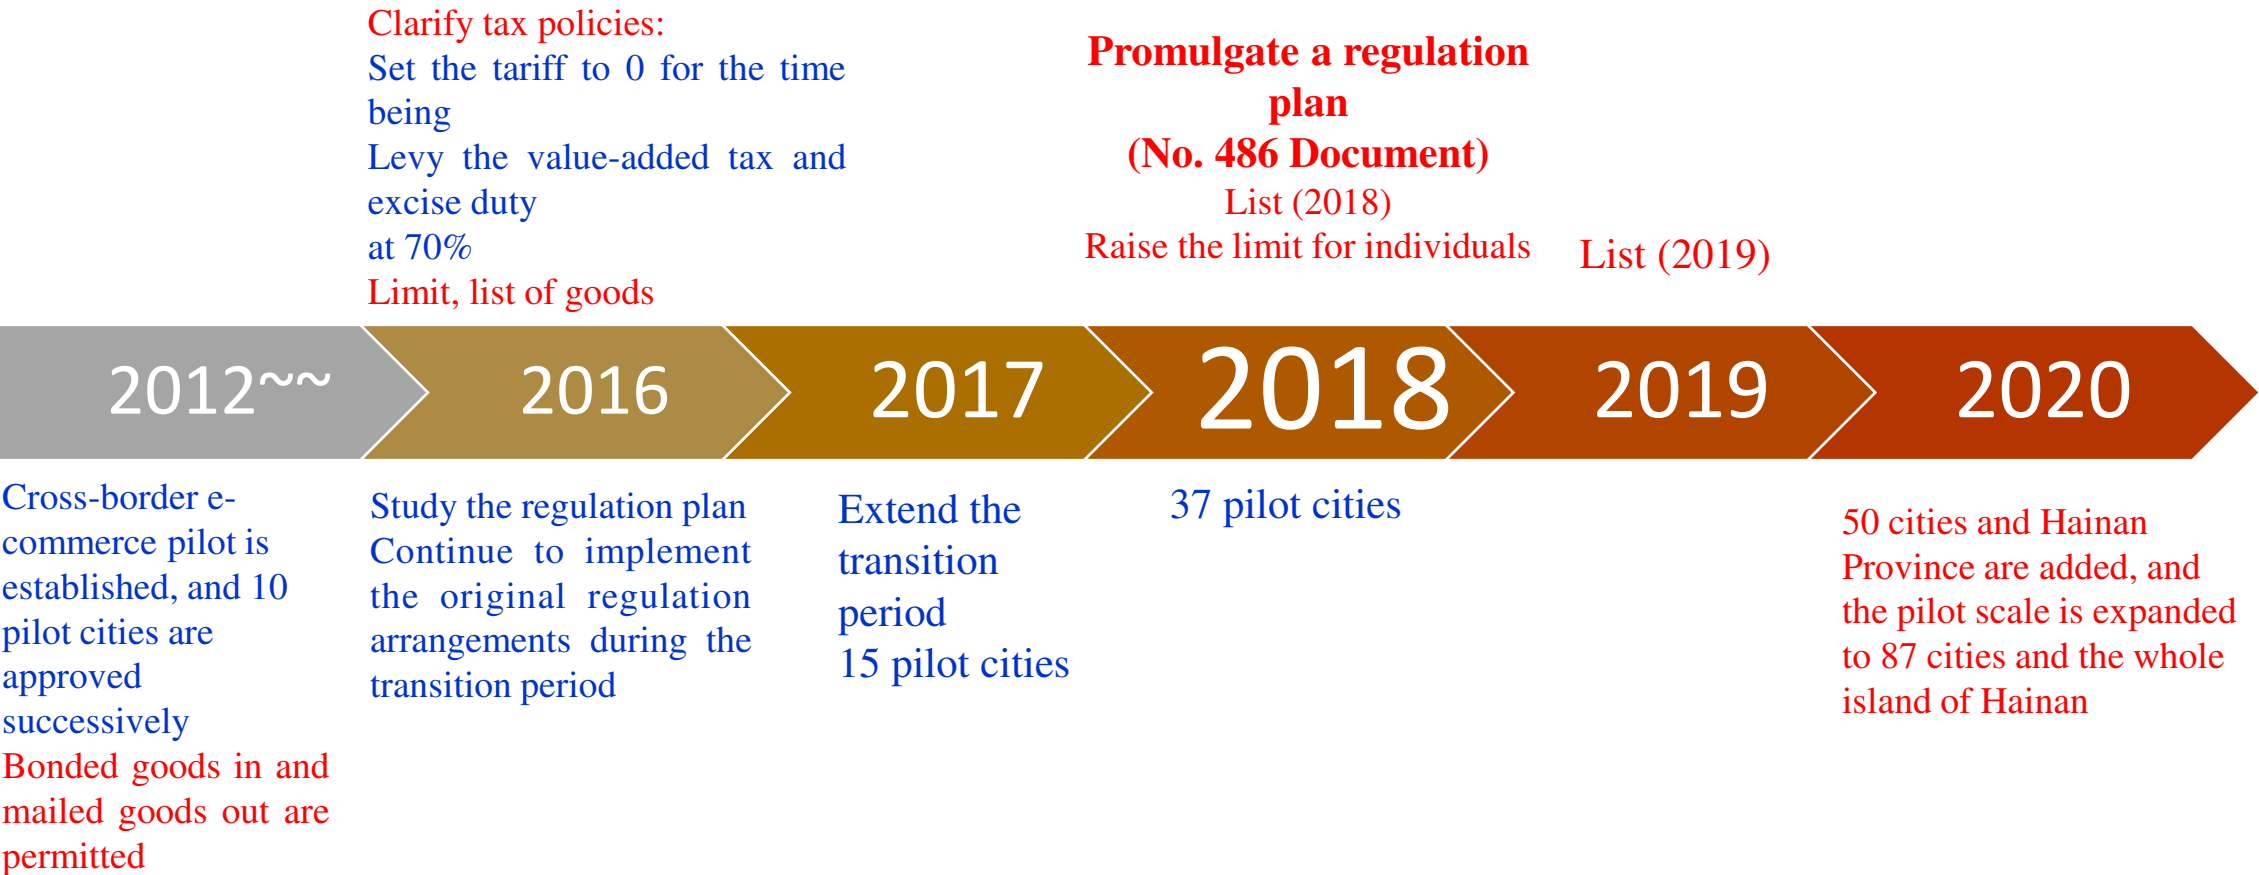 Clarify tax policies:
Set the tariff to 0 for the time
being
Levy the value-added tax and
excise duty
at 70%
Limit, list of goods
Promulgate a regulation
plan
(No. 486 Document)
List (2018)
Raise the limit for individuals
List (2019)
2012~~
2016
2017
2018
2019
2020
Cross-border e-
commerce pilot is
established, and 10
pilot cities are
approved
successively
Bonded goods in and
mailed goods out are
permitted
Study the regulation plan
Continue to implement
the original regulation
arrangements during the
transition period
Extend the
transition
period
15 pilot cities
37 pilot cities
50 cities and Hainan
Province are added, and
the pilot scale is expanded
to 87 cities and the whole
island of Hainan